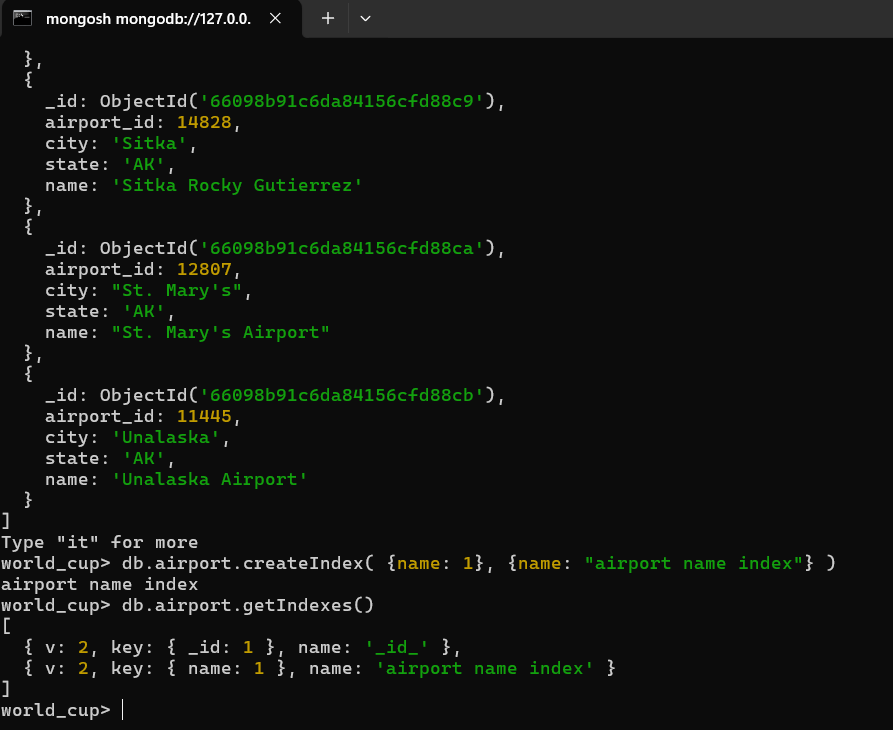 mongosh mongodb://127.0.0.
  },
  {
    _id: ObjectId('66098b91c6da84156cfd88c9'),
    airport_id: 14828,
    city: 'Sitka',
    state: 'AK',
    name: 'Sitka Rocky Gutierrez'
  },
  {
    _id: ObjectId('66098b91c6da84156cfd88ca'),
    airport_id: 12807,
    city: "St. Mary's",
    state: 'AK',
    name: "St. Mary's Airport"
  },
  {
    _id: ObjectId('66098b91c6da84156cfd88cb'),
    airport_id: 11445,
    city: 'Unalaska',
    state: 'AK',
    name: 'Unalaska Airport'
  }
]
Type "it" for more
world_cup> db.airport.createIndex( {name: 1}, {name: "airport name index"} )
airport name index
world_cup> db.airport.getIndexes()
[
  { v: 2, key: { _id: 1 }, name: '_id_' },
  { v: 2, key: { name: 1 }, name: 'airport name index' }
]
world_cup>